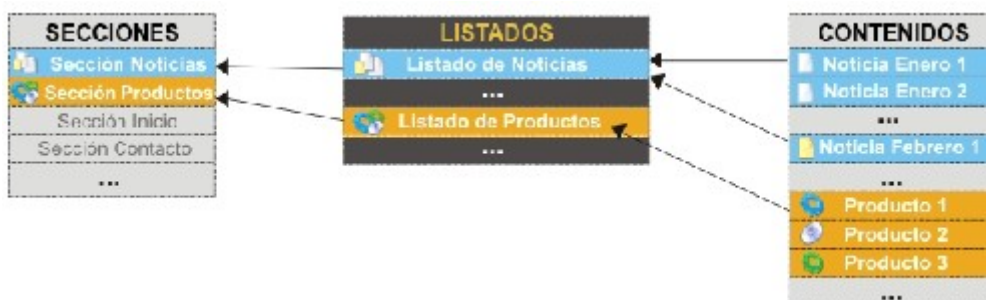 SECCIONES
Sección Noticias
Sección Productos
Sección Inicio
Sección Contacto
...
LISTADOS
Listado de Noticias
...
Listado de Productos
...
CONTENIDOS
Noticia Enero 1
Noticia Enero 2
...
Noticia Febrero 1
...
Producto 1
Producto 2
Producto 3
...